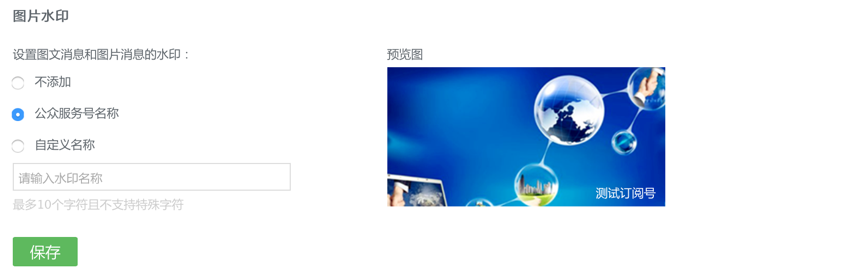 图片水印
设置图文消息和图片消息的水印：
预览图
不添加
公众服务号名称
自定义名称
请输入水印名称
测试订阅号
最多10个字符且不支持特殊字符
保存